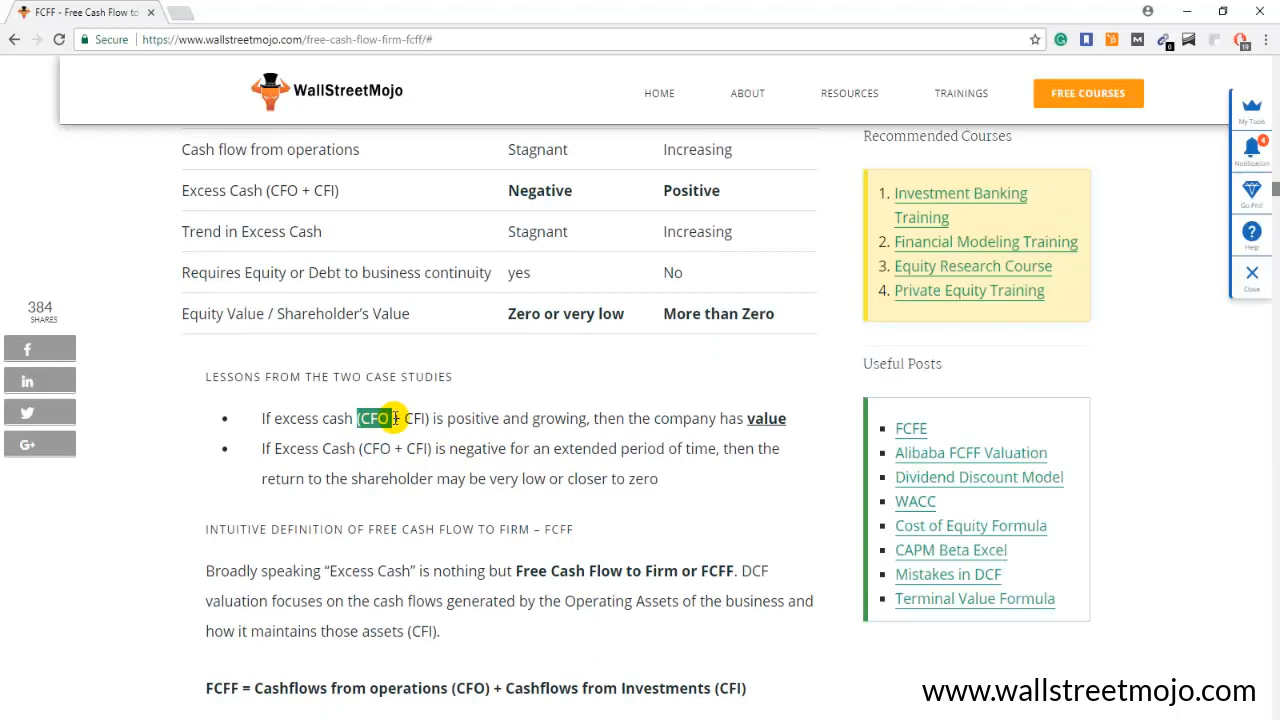 FCFF - Free Cash Flow to
Secure
https://www.wallstreetmojo.com/free-cash-flow-firm-fcff/#
WallStreetMojo
HOME
ABOUT
RESOURCES
TRAININGS
FREE COURSES
Cash flow from operations Stagnant Increasing
Excess Cash (CFO + CFI) Negative Positive
Trend in Excess Cash Stagnant Increasing
Requires Equity or Debt to business continuity yes No
Equity Value / Shareholder's Value Zero or very low More than Zero
LESSONS FROM THE TWO CASE STUDIES
If excess cash (CFO + CFI) is positive and growing, then the company has value
If Excess Cash (CFO + CFI) is negative for an extended period of time, then the
return to the shareholder may be very low or closer to zero
INTUITIVE DEFINITION OF FREE CASH FLOW TO FIRM – FCFF
Broadly speaking “Excess Cash” is nothing but Free Cash Flow to Firm or FCFF. DCF
valuation focuses on the cash flows generated by the Operating Assets of the business and
how it maintains those assets (CFI).
FCFF = Cashflows from operations (CFO) + Cashflows from Investments (CFI)
384
SHARES
f
in
G+
Recommended Courses
1. Investment Banking
Training
2. Financial Modeling Training
3. Equity Research Course
4. Private Equity Training
Useful Posts
FCFE
Alibaba FCFF Valuation
Dividend Discount Model
WACC
Cost of Equity Formula
CAPM Beta Excel
Mistakes in DCF
Terminal Value Formula
My Tools
4
Notification
Go Pro!
?
Help
Close
www.wallstreetmojo.com